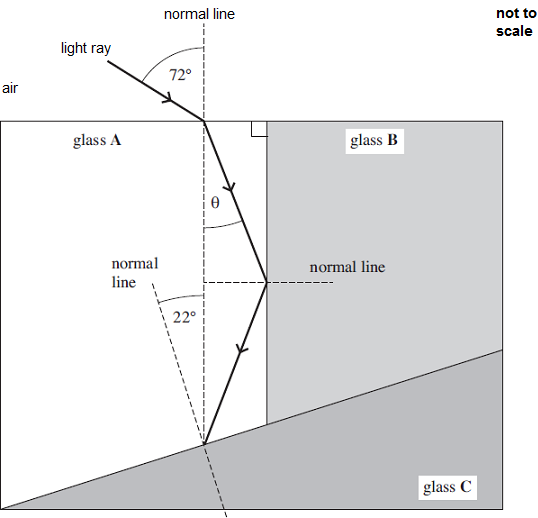 normal line
not to
scale
light ray
72°
air
glass A
glass B
θ
normal
line
normal line
22°
glass C